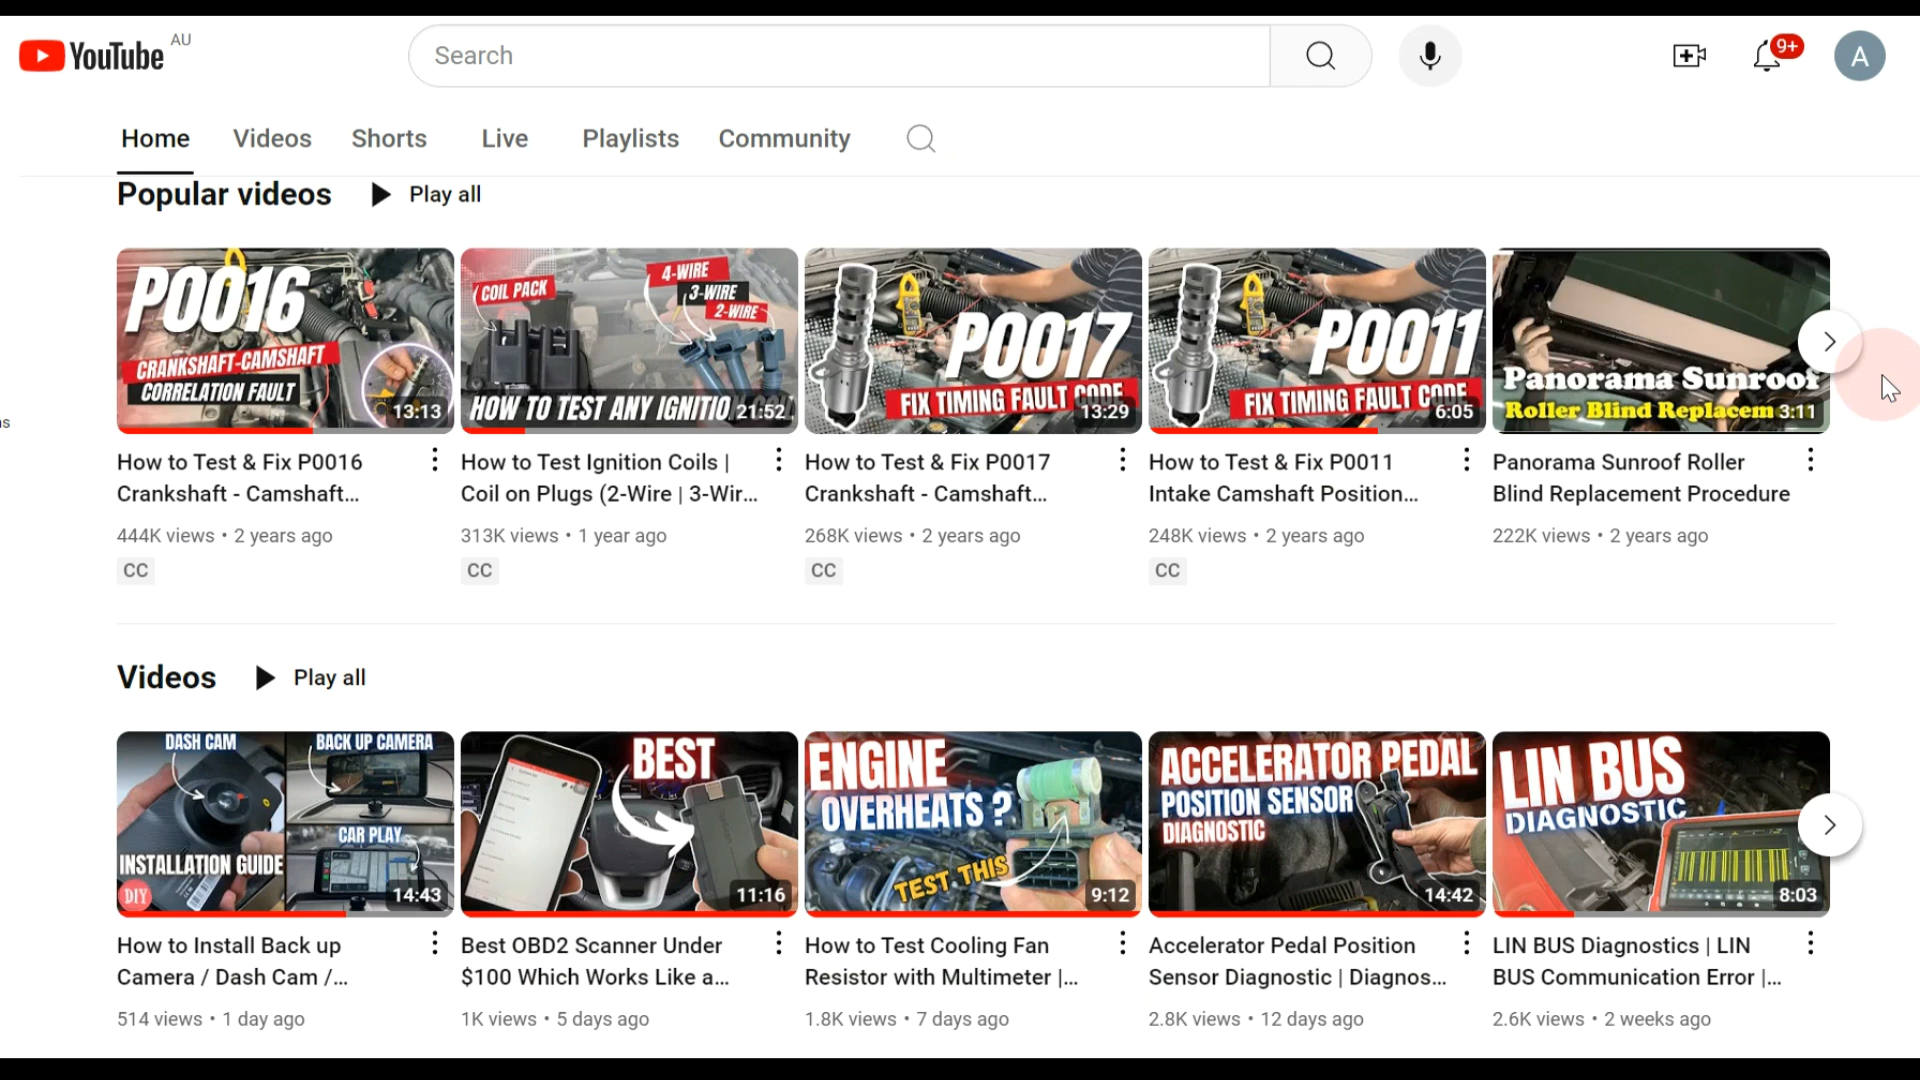 YouTube AU
Search
9+
A
Home Videos Shorts Live Playlists Community
Popular videos Play all
P0016
CRANKSHAFT-CAMSHAFT
CORRELATION FAULT
13:13
COIL PACK
4-WIRE
3-WIRE
2-WIRE
HOW TO TEST ANY IGNITIO
21:52
P0017
FIX TIMING FAULT CODE
13:29
P0011
FIX TIMING FAULT CODE
6:05
Panorama Sunroof
Roller Blind Replacem
3:11
How to Test & Fix P0016
Crankshaft - Camshaft...
444K views • 2 years ago
CC
How to Test Ignition Coils |
Coil on Plugs (2-Wire | 3-Wir...
313K views • 1 year ago
CC
How to Test & Fix P0017
Crankshaft - Camshaft...
268K views • 2 years ago
CC
How to Test & Fix P0011
Intake Camshaft Position...
248K views • 2 years ago
CC
Panorama Sunroof Roller
Blind Replacement Procedure
222K views • 2 years ago
Videos Play all
DASH CAM
BACK UP CAMERA
CAR PLAY
INSTALLATION GUIDE
DIY
14:43
BEST
11:16
ENGINE
OVERHEATS ?
TEST THIS
9:12
ACCELERATOR PEDAL
POSITION SENSOR
DIAGNOSTIC
14:42
LIN BUS
DIAGNOSTIC
8:03
How to Install Back up
Camera / Dash Cam /...
514 views • 1 day ago
Best OBD2 Scanner Under
$100 Which Works Like a...
1K views • 5 days ago
How to Test Cooling Fan
Resistor with Multimeter |...
1.8K views • 7 days ago
Accelerator Pedal Position
Sensor Diagnostic | Diagnos...
2.8K views • 12 days ago
LIN BUS Diagnostics | LIN
BUS Communication Error |...
2.6K views • 2 weeks ago